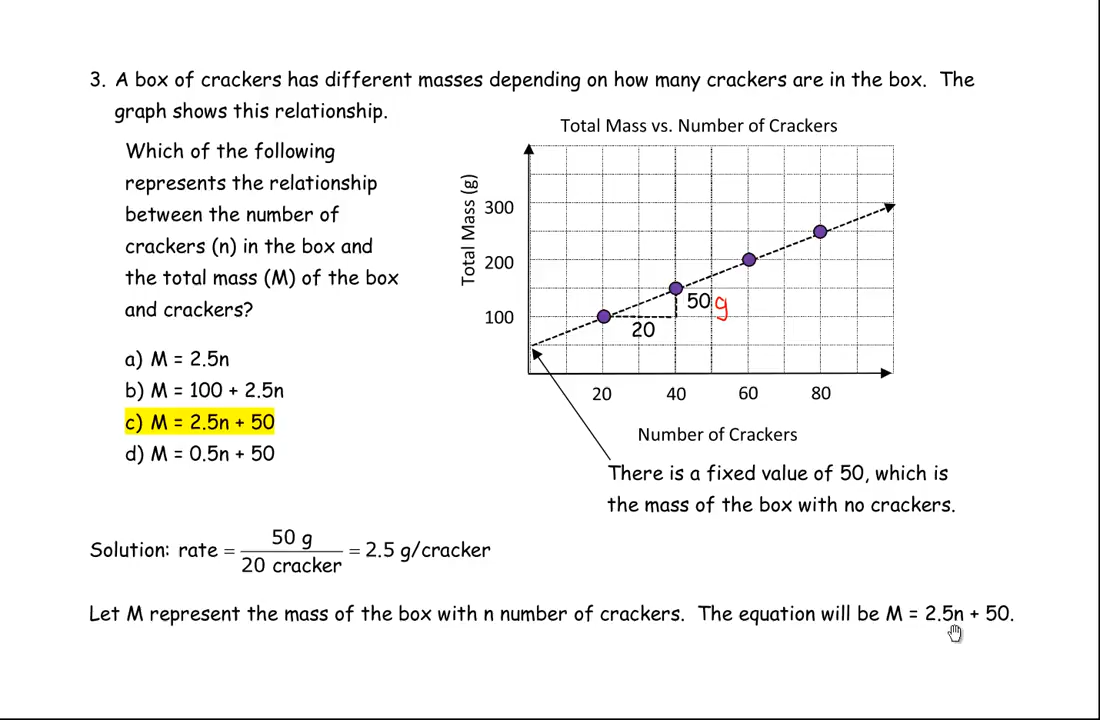 3. A box of crackers has different masses depending on how many crackers are in the box. The
graph shows this relationship.
Which of the following
represents the relationship
between the number of
crackers (n) in the box and
the total mass (M) of the box
and crackers?
a) M = 2.5n
b) M = 100 + 2.5n
c) M = 2.5n + 50
d) M = 0.5n + 50
Total Mass vs. Number of Crackers
Total Mass (g)
300
200
100
50 g
20
20 40 60 80
Number of Crackers
There is a fixed value of 50, which is
the mass of the box with no crackers.
Solution: rate = 50 g / 20 cracker = 2.5 g/cracker
Let M represent the mass of the box with n number of crackers. The equation will be M = 2.5n + 50.